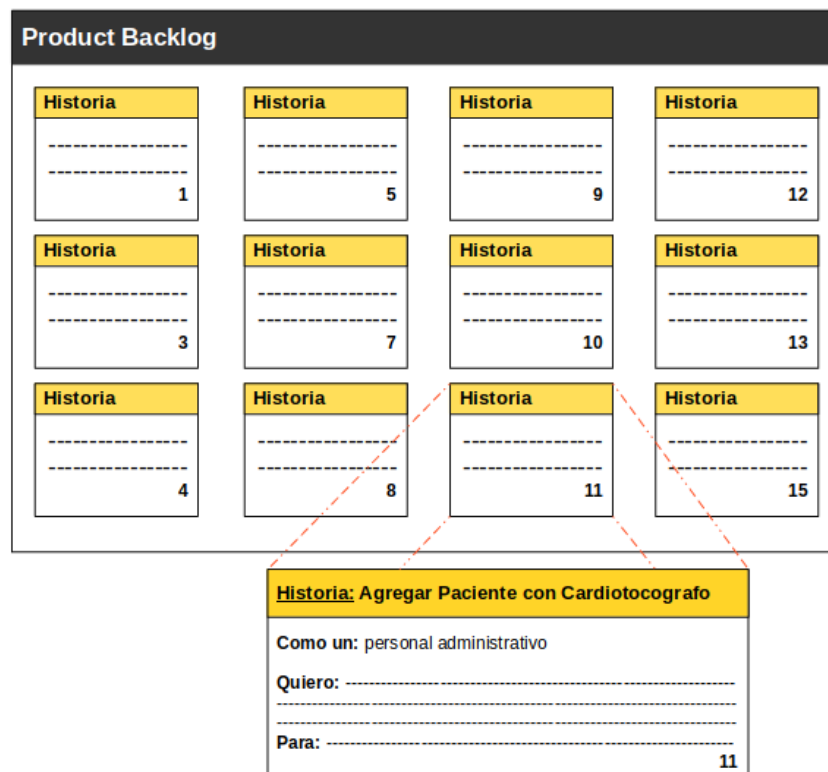 Product Backlog
Historia
1
Historia
5
Historia
9
Historia
12
Historia
3
Historia
7
Historia
10
Historia
13
Historia
4
Historia
8
Historia
11
Historia
15
Historia: Agregar Paciente con Cardiotocografo
Como un: personal administrativo
Quiero:
Para:
11